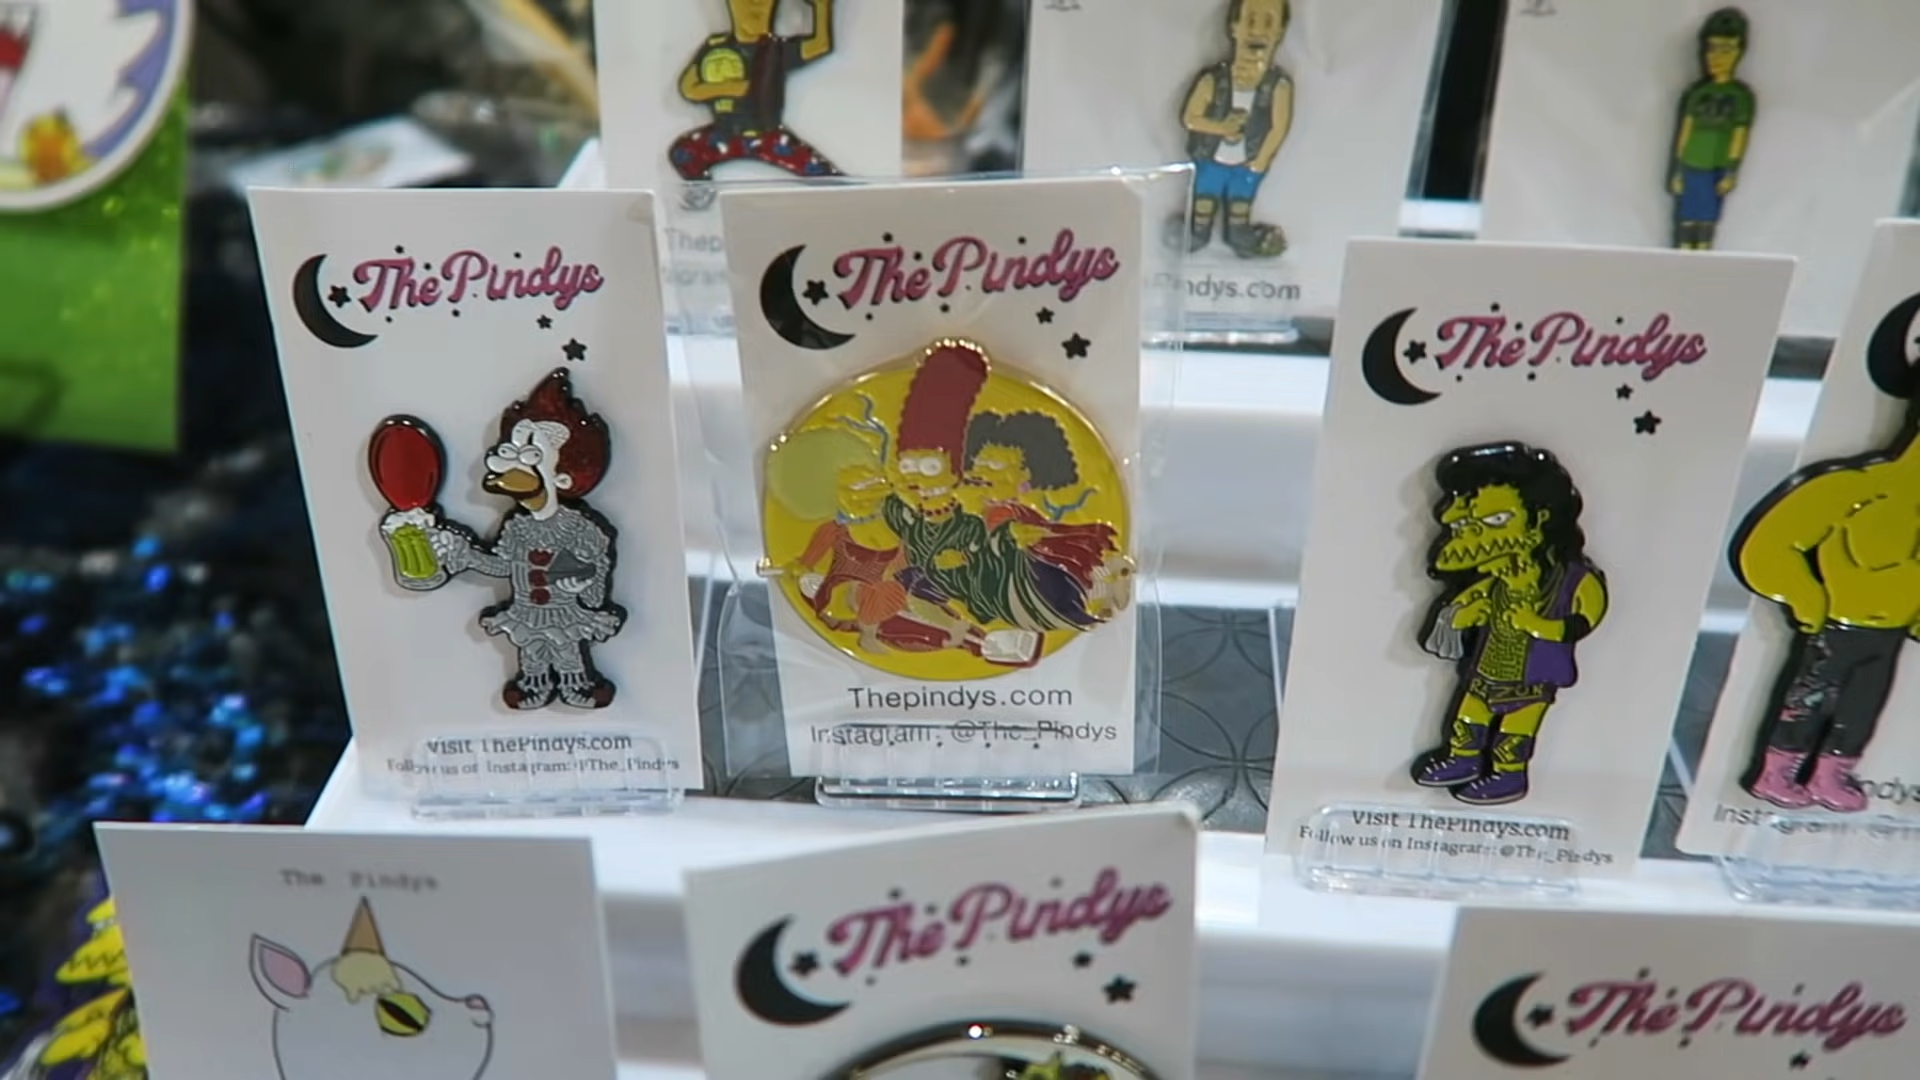 The Pindys
Visit ThePindys.com
Follow us on Instagram: @The_Pindys
The Pindys
Thepindys.com
Instagram: @The_Pindys
ndys.com
The Pindys
RAZOR
Visit ThePindys.com
Follow us on Instagram: @The_Pindys
The Pindys
The Pindys
The Pindys